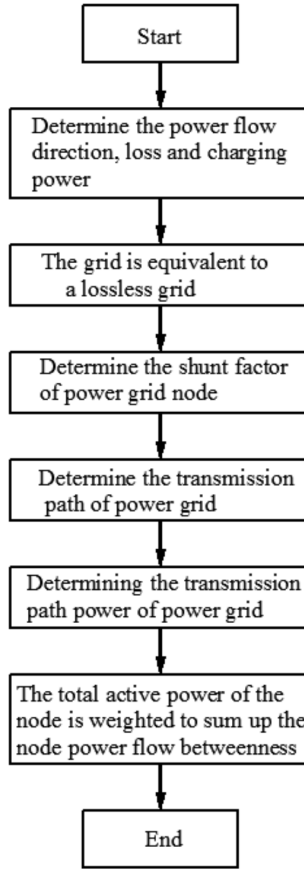 Start
Determine the power flow
direction, loss and charging
power
The grid is equivalent to
a lossless grid
Determine the shunt factor
of power grid node
Determine the transmission
path of power grid
Determining the transmission
path power of power grid
The total active power of the
node is weighted to sum up the
node power flow betweenness
End